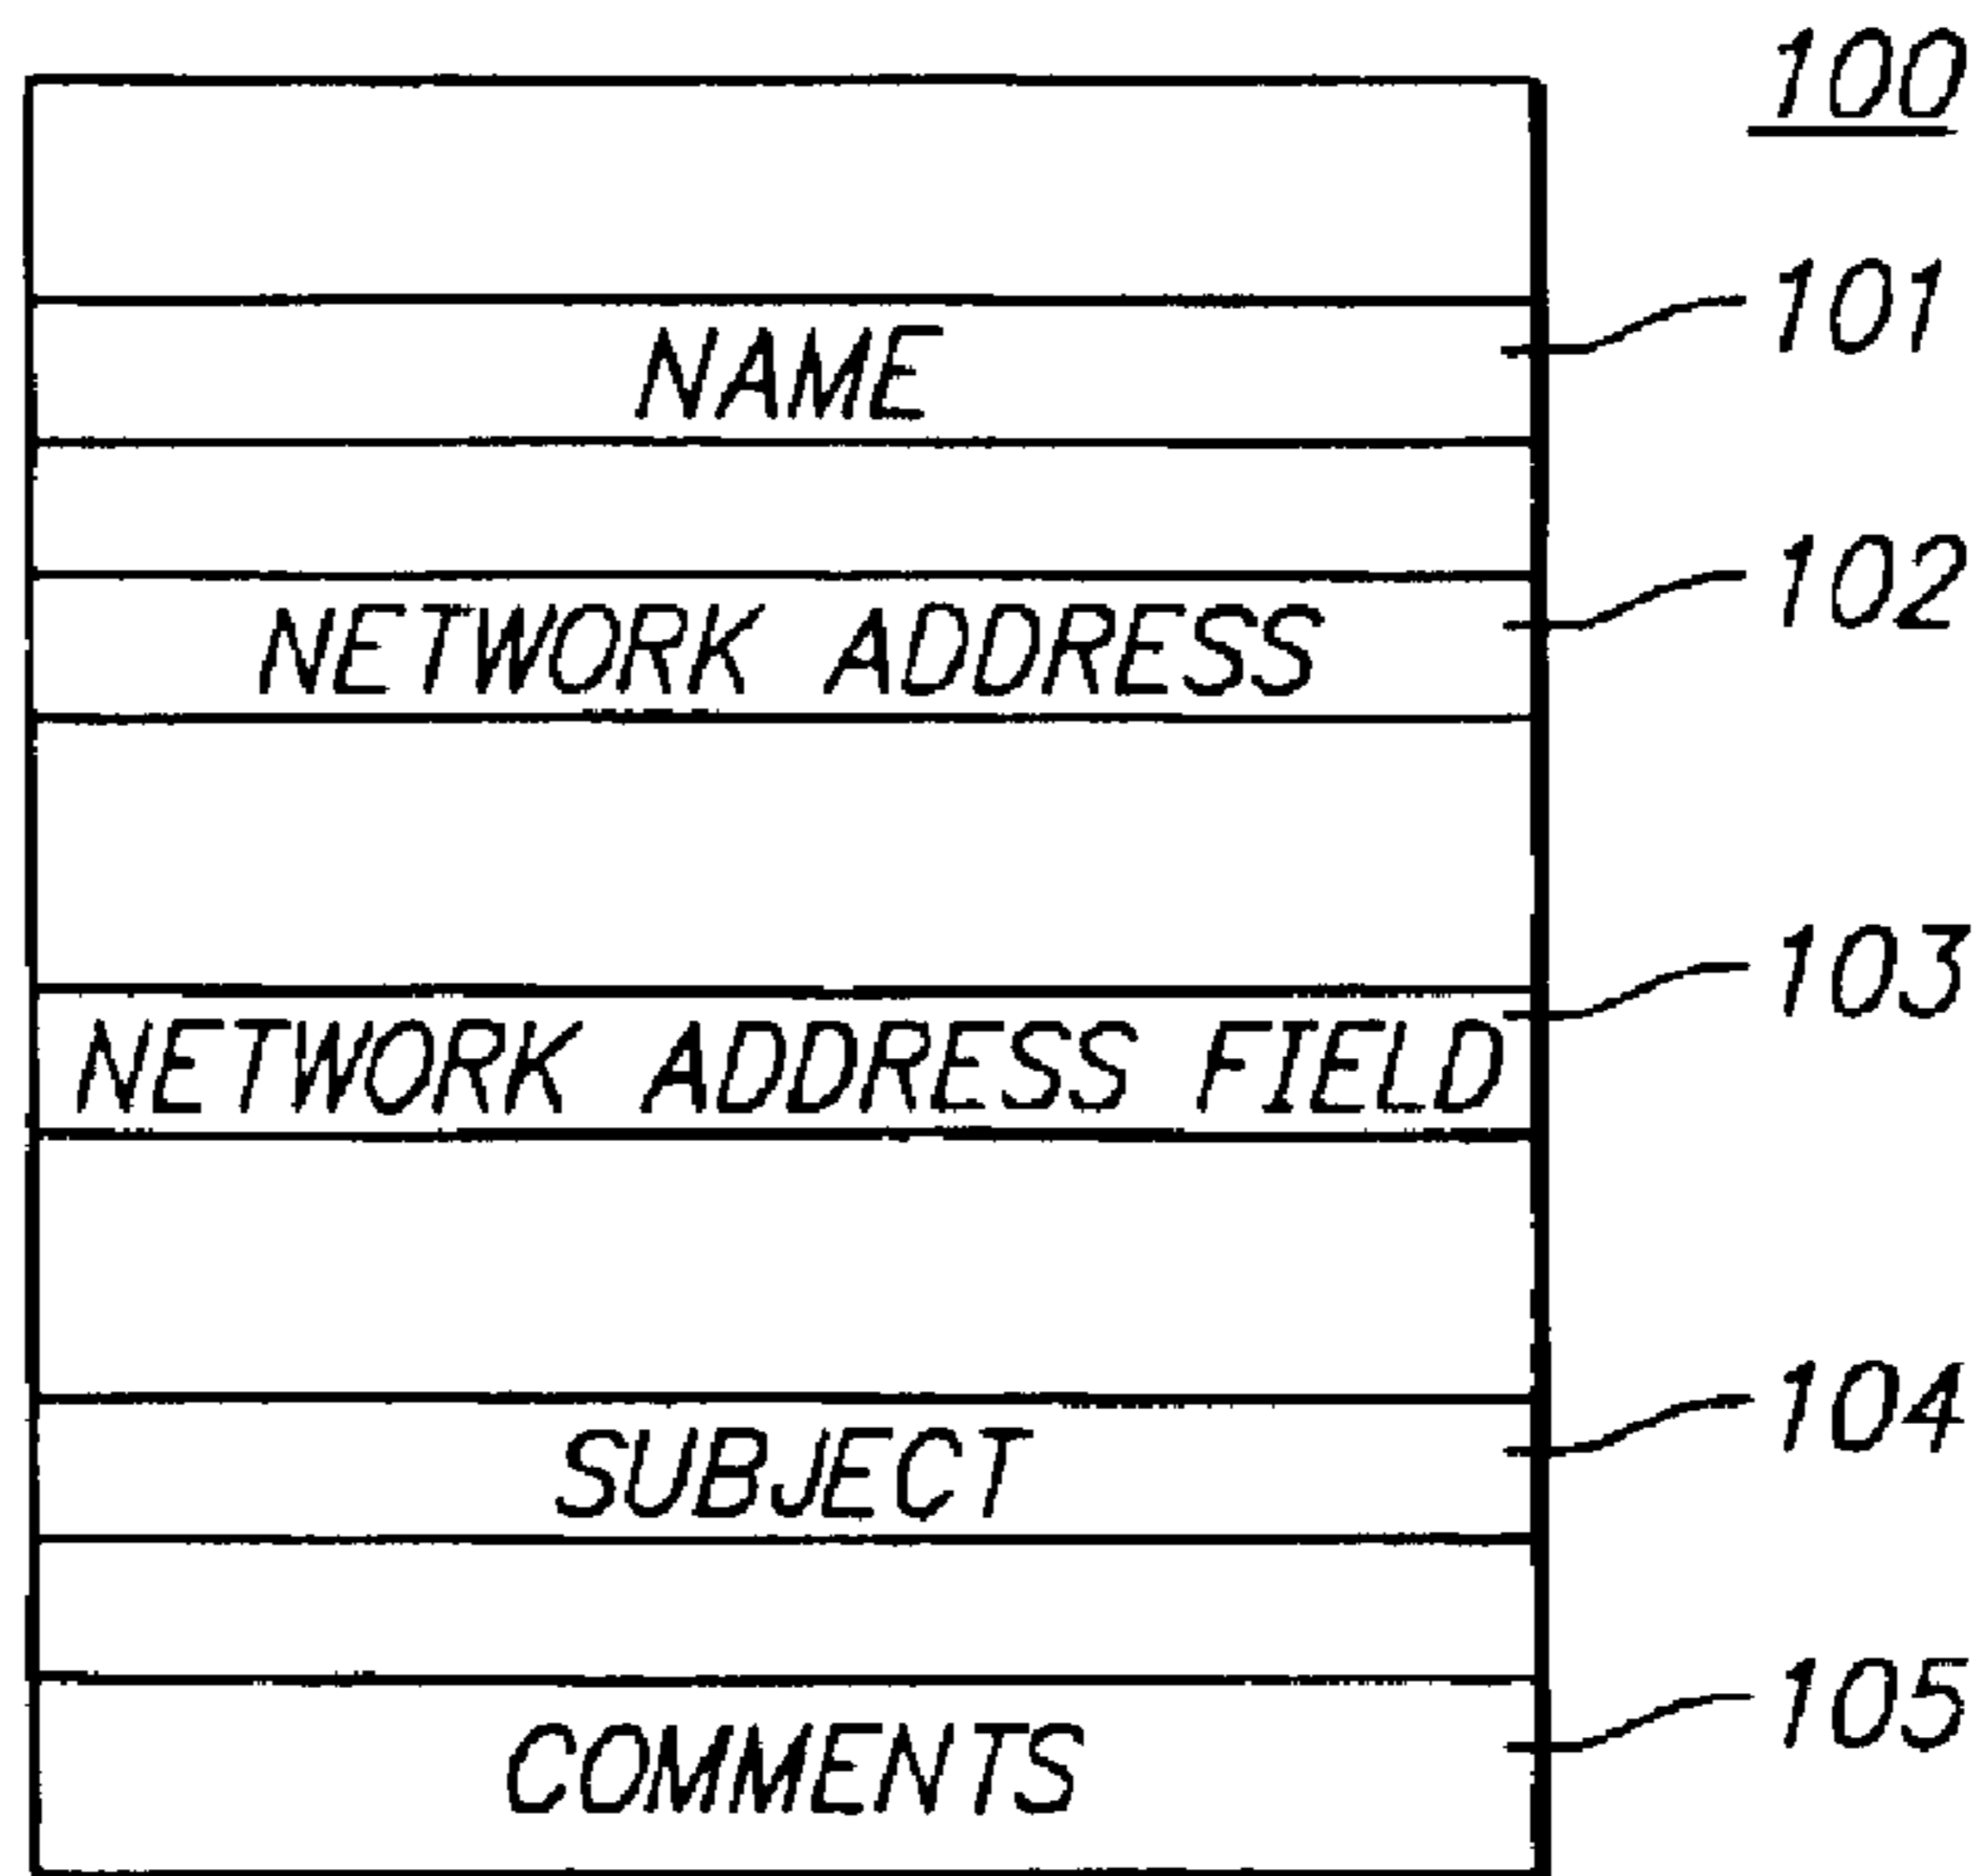 100
NAME 101
NETWORK ADDRESS 102
NETWORK ADDRESS FIELD 103
SUBJECT 104
COMMENTS 105